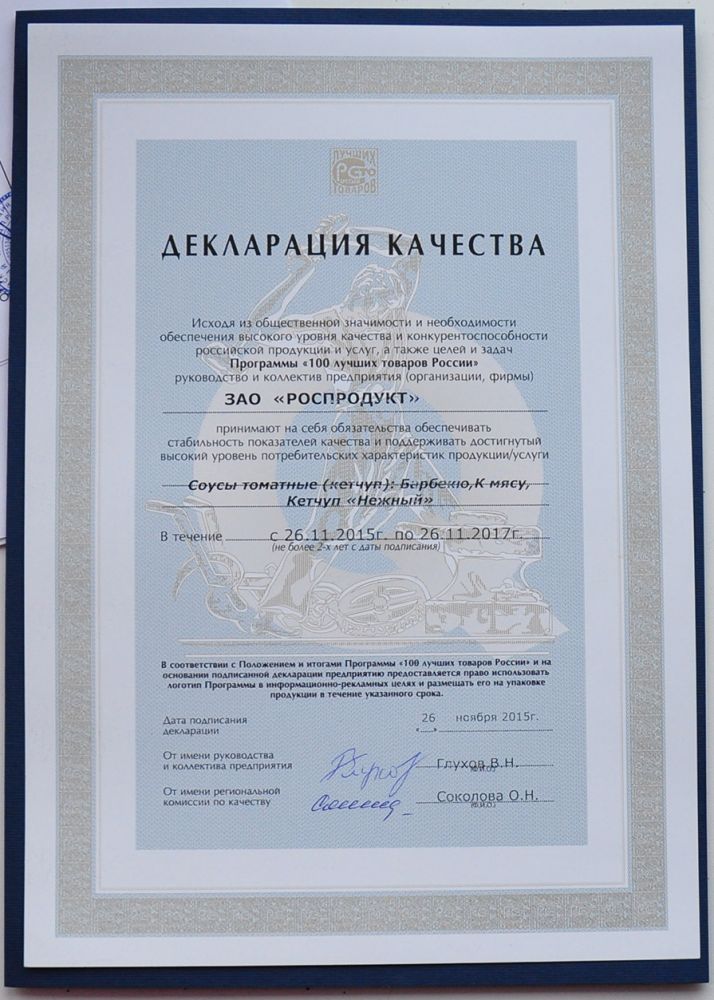 ЛУЧШИХ
СТО
ТОВАРОВ
ДЕКЛАРАЦИЯ КАЧЕСТВА
Исходя из общественной значимости и необходимости
обеспечения высокого уровня качества и конкурентоспособности
российской продукции и услуг, а также целей и задач
Программы «100 лучших товаров России»
руководство и коллектив предприятия (организации, фирмы)
ЗАО «РОСПРОДУКТ»
принимают на себя обязательства обеспечивать
стабильность показателей качества и поддерживать достигнутый
высокий уровень потребительских характеристик продукции/услуги
Соусы томатные (кетчуп): Барбекю,К мясу,
Кетчуп «Нежный»
В течение с 26.11.2015г. по 26.11.2017г.
(не более 2-х лет с даты подписания)
В соответствии с Положением и итогами Программы «100 лучших товаров России» и на
основании подписанной декларации предприятию предоставляется право использовать
логотип Программы в информационно-рекламных целях и размещать его на упаковке
продукции в течение указанного срока.
Дата подписания 26 ноября 2015г.
декларации «...»
От имени руководства
и коллектива предприятия Глухов В.Н.
(Ф.И.О.)
От имени региональной
комиссии по качеству Соколова О.Н.
(Ф.И.О.)